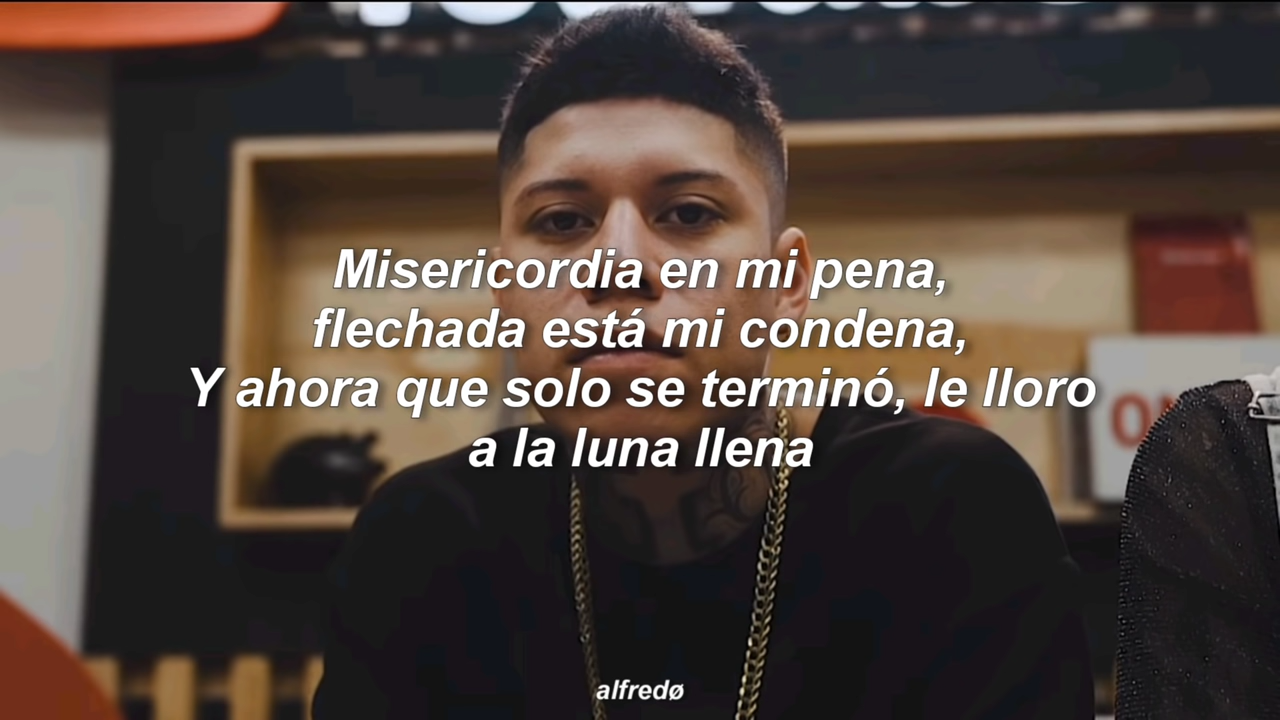 Misericordia en mi pena,
flechada está mi condena,
Y ahora que solo se terminó, le lloro
a la luna llena
alfredø